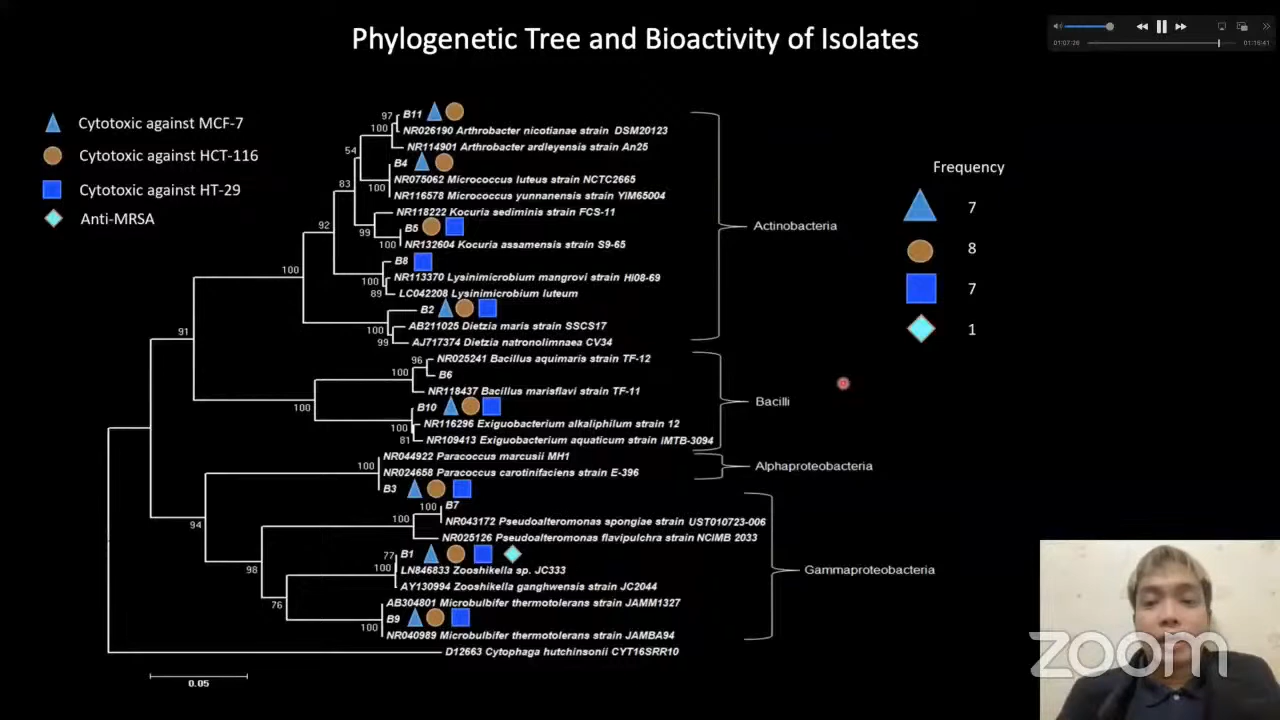 Phylogenetic Tree and Bioactivity of Isolates
01:07:26
01:16:41
Cytotoxic against MCF-7
Cytotoxic against HCT-116
Cytotoxic against HT-29
Anti-MRSA
97
B11
100
NR026190 Arthrobacter nicotianae strain DSM20123
NR114901 Arthrobacter ardleyensis strain An25
54
B4
NR075062 Micrococcus luteus strain NCTC2665
83
100
NR116578 Micrococcus yunnanensis strain YIM65004
NR118222 Kocuria sediminis strain FCS-11
92
99
B5
100
NR132604 Kocuria assamensis strain S9-65
B8
100
100
NR113370 Lysinimicrobium mangrovi strain HI08-69
89
LC042208 Lysinimicrobium luteum
B2
100
AB211025 Dietzia maris strain SSCS17
91
99
AJ717374 Dietzia natronolimnaea CV34
96
NR025241 Bacillus aquimaris strain TF-12
100
B6
NR118437 Bacillus marisflavi strain TF-11
100
B10
100
NR116296 Exiguobacterium alkaliphilum strain 12
81
NR109413 Exiguobacterium aquaticum strain iMTB-3094
NR044922 Paracoccus marcusii MH1
100
NR024658 Paracoccus carotinifaciens strain E-396
B3
100
B7
94
100
NR043172 Pseudoalteromonas spongiae strain UST010723-006
NR025126 Pseudoalteromonas flavipulchra strain NCIMB 2033
77
B1
98
100
LN846833 Zooshikella sp. JC333
AY130994 Zooshikella ganghwensis strain JC2044
76
AB304801 Microbulbifer thermotolerans strain JAMM1327
B9
100
NR040989 Microbulbifer thermotolerans strain JAMBA94
D12663 Cytophaga hutchinsonii CYT16SRR10
0.05
Actinobacteria
Bacilli
Alphaproteobacteria
Gammaproteobacteria
Frequency
7
8
7
1
zoom